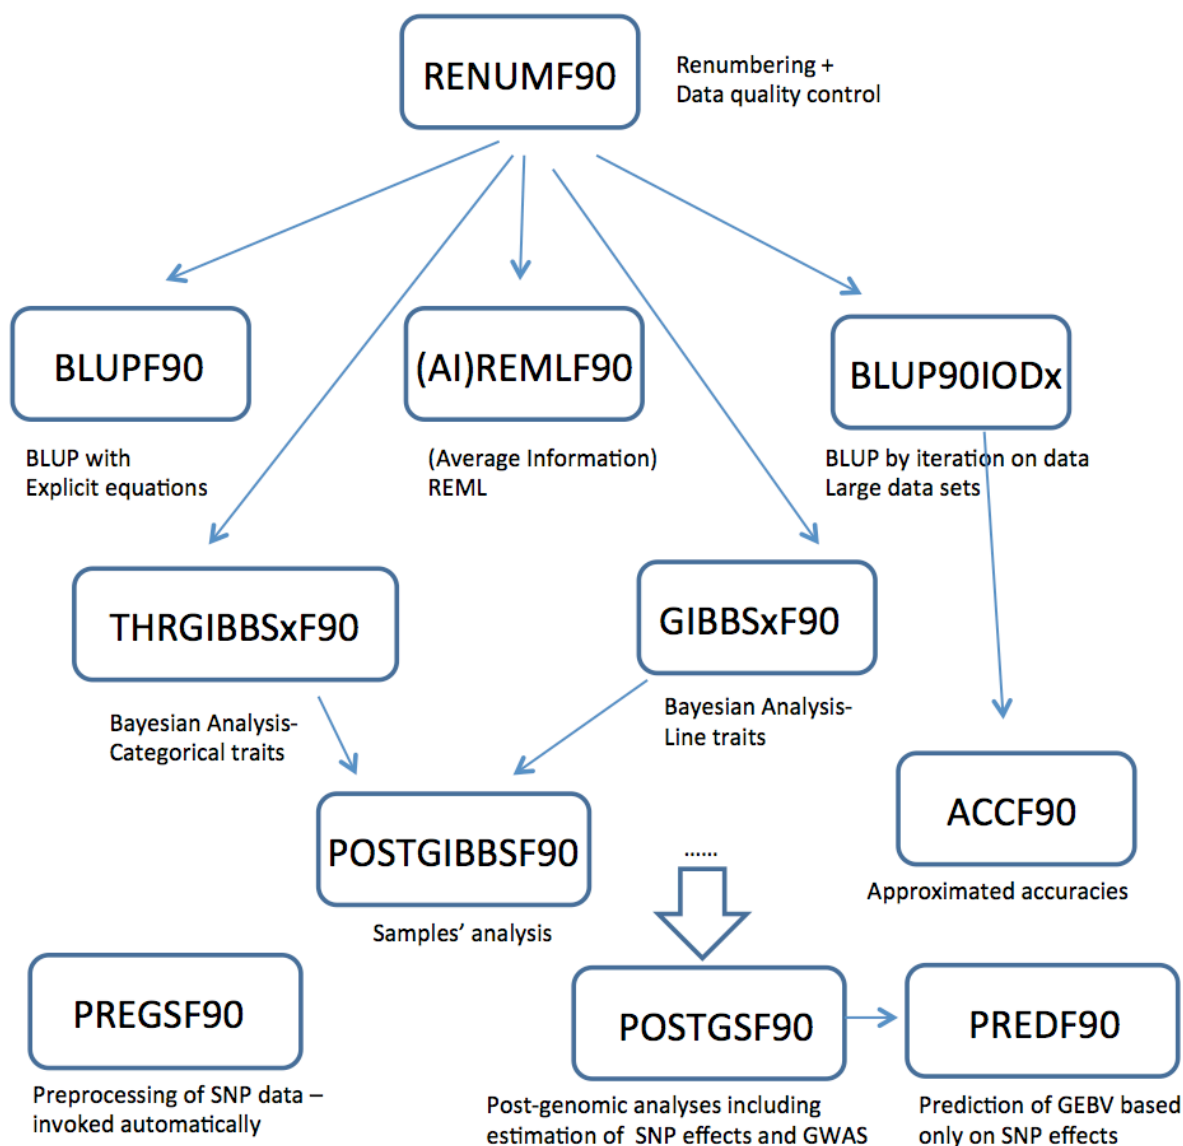 RENUMF90
Renumbering +
Data quality control
BLUPF90
(AI)REMLF90
BLUP90IODx
BLUP with
Explicit equations
(Average Information)
REML
BLUP by iteration on data
Large data sets
THRGIBBSxF90
GIBBSxF90
Bayesian Analysis-
Categorical traits
Bayesian Analysis-
Line traits
POSTGIBBSF90
Samples' analysis
ACCF90
Approximated accuracies
......
PREGSF90
Preprocessing of SNP data –
invoked automatically
POSTGSF90
Post-genomic analyses including
estimation of SNP effects and GWAS
PREDF90
Prediction of GEBV based
only on SNP effects